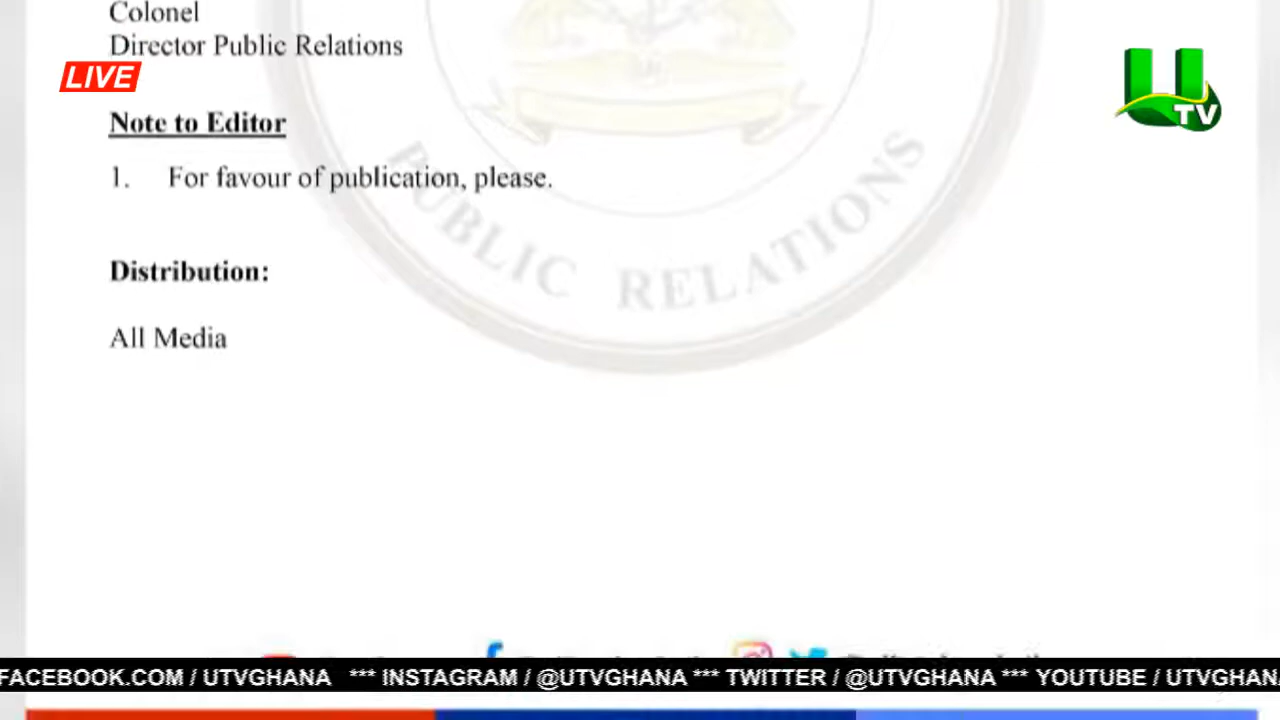 Colonel
Director Public Relations
LIVE
U
TV
Note to Editor
1. For favour of publication, please.
PUBLIC RELATIONS
Distribution:
All Media
FACEBOOK.COM / UTVGHANA *** INSTAGRAM / @UTVGHANA *** TWITTER / @UTVGHANA *** YOUTUBE / UTVGHANA